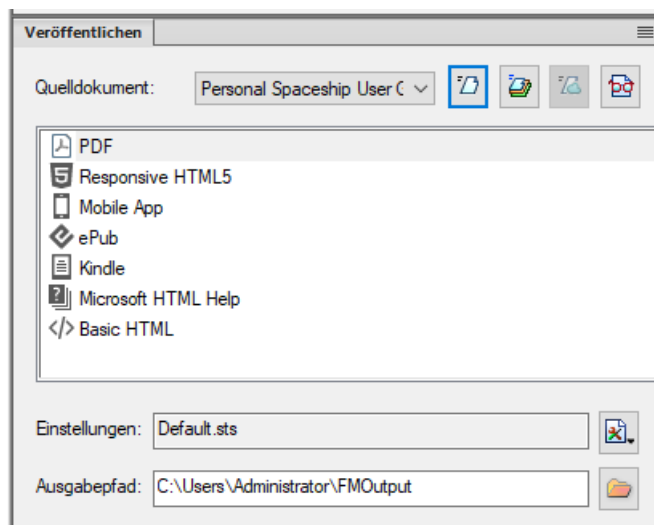 Veröffentlichen
Quelldokument: Personal Spaceship User
PDF
Responsive HTML5
Mobile App
ePub
Kindle
Microsoft HTML Help
Basic HTML
Einstellungen: Default.sts
Ausgabepfad: C:\Users\Administrator\FMOutput